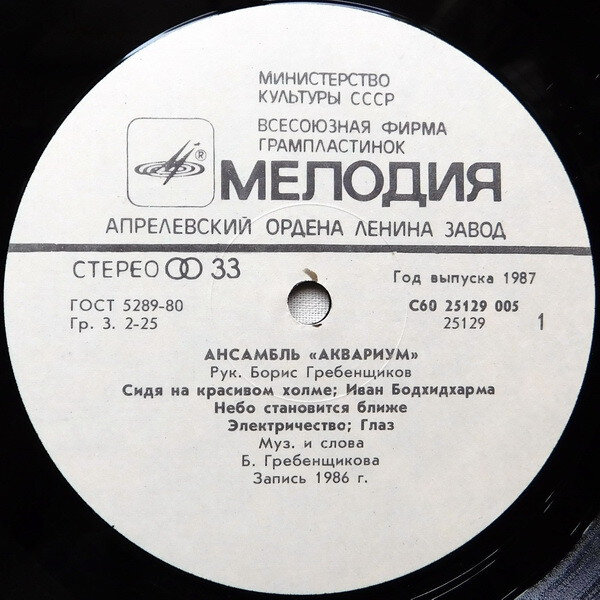 МИНИСТЕРСТВО
КУЛЬТУРЫ СССР
ВСЕСОЮЗНАЯ ФИРМА
ГРАМПЛАСТИНОК
®
МЕЛОДИЯ
АПРЕЛЕВСКИЙ ОРДЕНА ЛЕНИНА ЗАВОД
СТЕРЕО 33
Год выпуска 1987
ГОСТ 5289-80
С60 25129 005
Гр. 3. 2-25
25129 1
АНСАМБЛЬ «АКВАРИУМ»
Рук. Борис Гребенщиков
Сидя на красивом холме; Иван Бодхидхарма
Небо становится ближе
Электричество; Глаз
Муз. и слова
Б. Гребенщикова
Запись 1986 г.